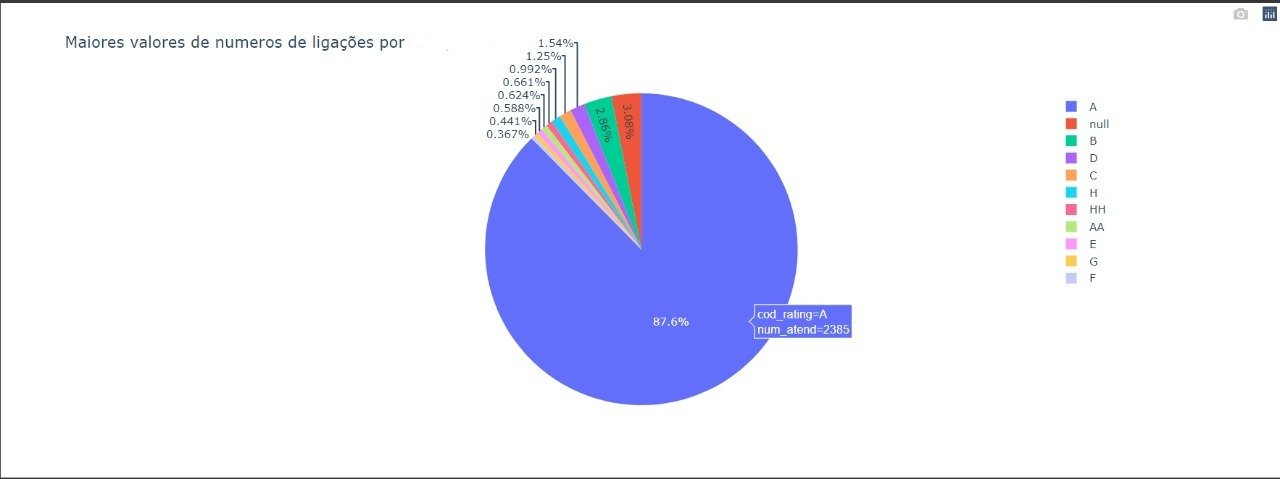 Maiores valores de numeros de ligações por
1.54%
1.25%
0.992%
0.661%
0.624%
0.588%
0.441%
0.367%
2.86%
3.08%
87.6%
cod_rating=A
num_atend=2385
A
null
B
D
C
H
HH
AA
E
G
F